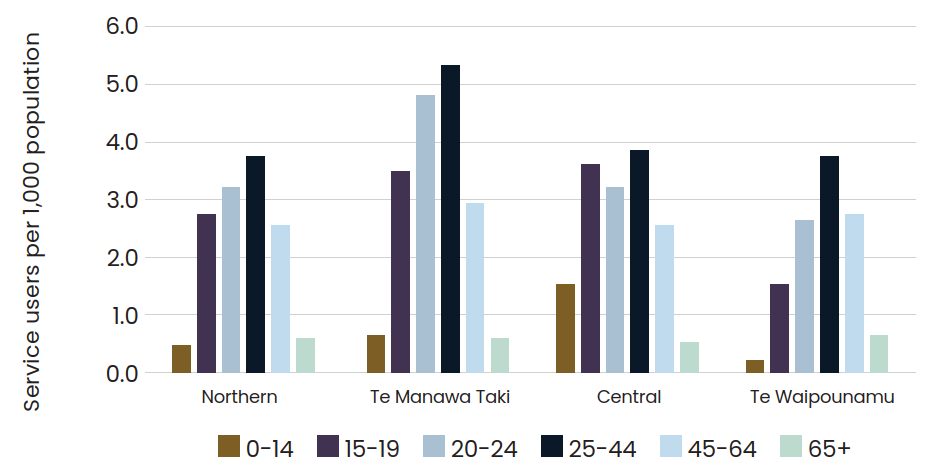 Service users per 1,000 population
6.0
5.0
4.0
3.0
2.0
1.0
0.0
Northern Te Manawa Taki Central Te Waipounamu
0-14 15-19 20-24 25-44 45-64 65+